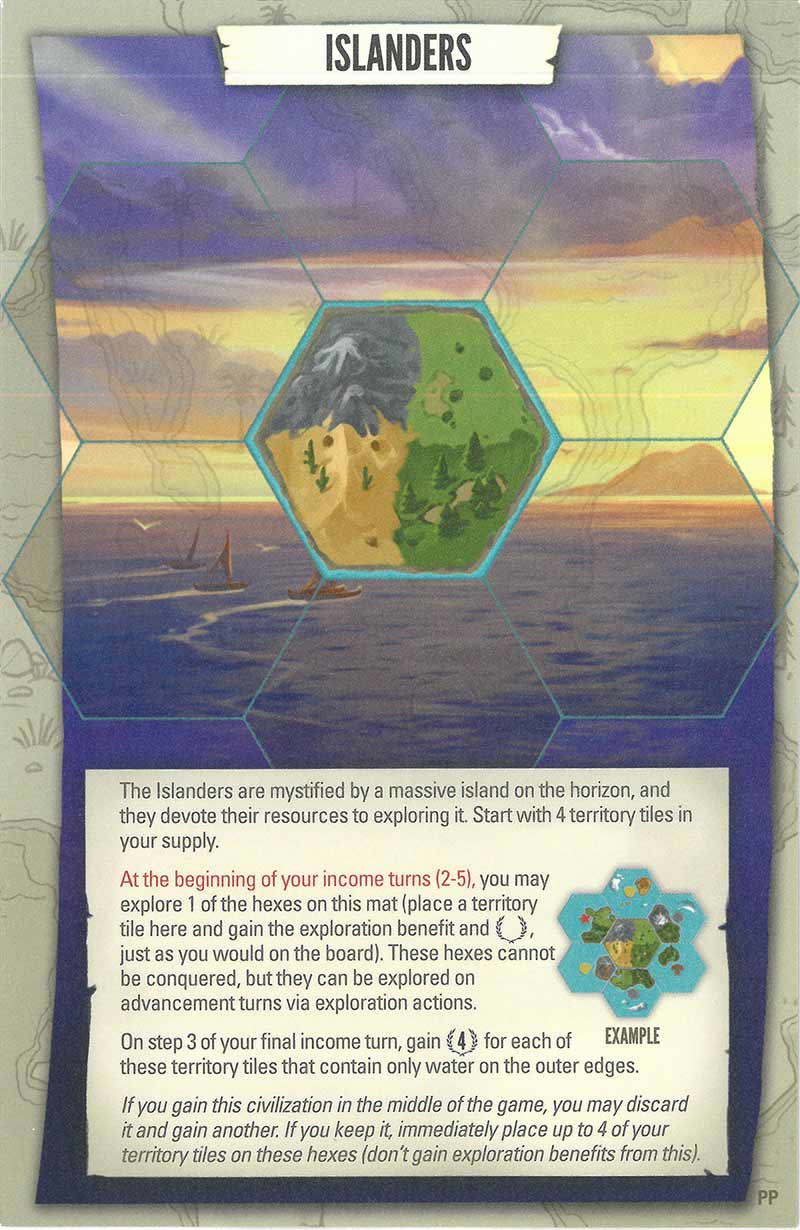 ISLANDERS
The Islanders are mystified by a massive island on the horizon, and
they devote their resources to exploring it. Start with 4 territory tiles in
your supply.
At the beginning of your income turns (2-5), you may
explore 1 of the hexes on this mat (place a territory
tile here and gain the exploration benefit and ,
just as you would on the board). These hexes cannot
be conquered, but they can be explored on
advancement turns via exploration actions.
EXAMPLE
On step 3 of your final income turn, gain 4 for each of
these territory tiles that contain only water on the outer edges.
If you gain this civilization in the middle of the game, you may discard
it and gain another. If you keep it, immediately place up to 4 of your
territory tiles on these hexes (don't gain exploration benefits from this).
PP